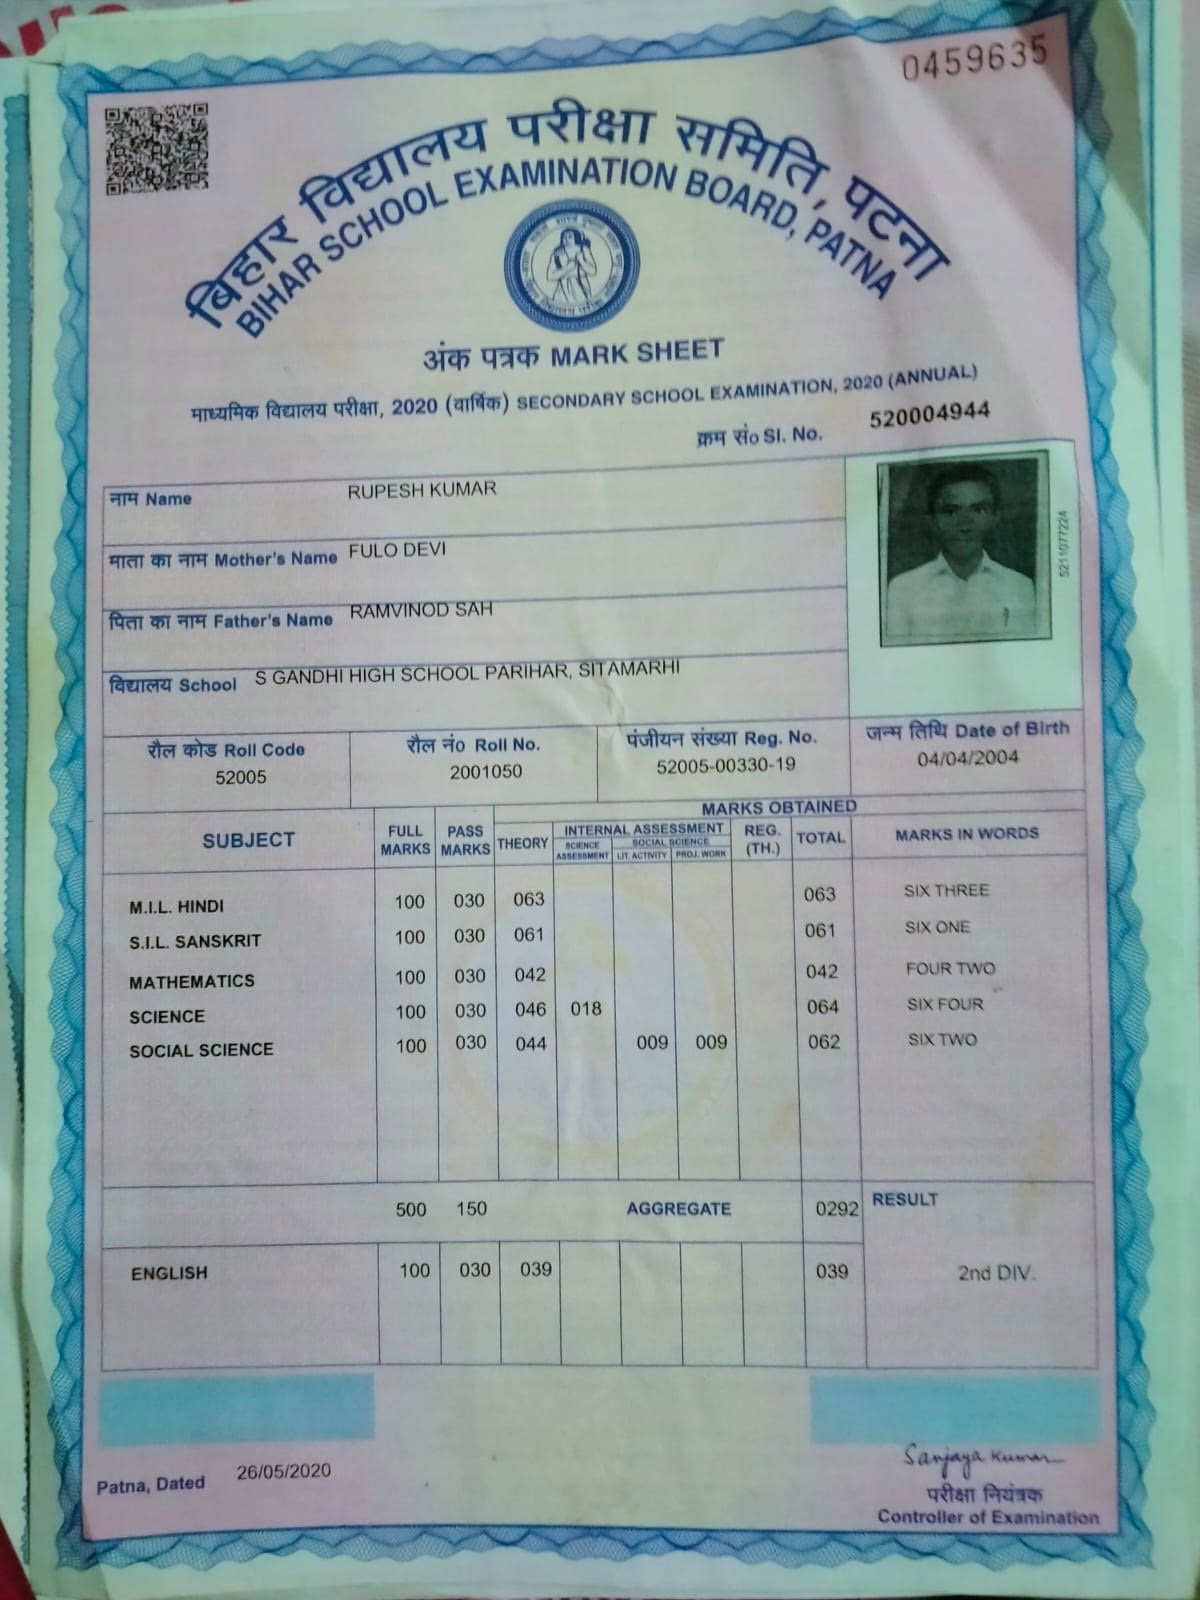 0459635
बिहार विद्यालय परीक्षा समिति, पटना
BIHAR SCHOOL EXAMINATION BOARD, PATNA
अंक पत्रक MARK SHEET
माध्यमिक विद्यालय परीक्षा, 2020 (वार्षिक) SECONDARY SCHOOL EXAMINATION, 2020 (ANNUAL)
क्रम सं० SI. No. 520004944
नाम Name RUPESH KUMAR
5211077224
माता का नाम Mother's Name FULO DEVI
पिता का नाम Father's Name RAMVINOD SAH
विद्यालय School S GANDHI HIGH SCHOOL PARIHAR, SITAMARHI
रौल कोड Roll Code रौल नं० Roll No. पंजीयन संख्या Reg. No. जन्म तिथि Date of Birth
52005 2001050 52005-00330-19 04/04/2004
MARKS OBTAINED
SUBJECT FULL MARKS PASS MARKS THEORY INTERNAL ASSESSMENT REG. (TH.) TOTAL MARKS IN WORDS
SCIENCE ASSESSMENT SOCIAL SCIENCE LIT. ACTIVITY PROJ. WORK
M.I.L. HINDI 100 030 063 063 SIX THREE
S.I.L. SANSKRIT 100 030 061 061 SIX ONE
MATHEMATICS 100 030 042 042 FOUR TWO
SCIENCE 100 030 046 018 064 SIX FOUR
SOCIAL SCIENCE 100 030 044 009 009 062 SIX TWO
500 150 AGGREGATE 0292 RESULT
ENGLISH 100 030 039 039 2nd DIV.
Sanjaya Kumar
Patna, Dated 26/05/2020
परीक्षा नियंत्रक
Controller of Examination